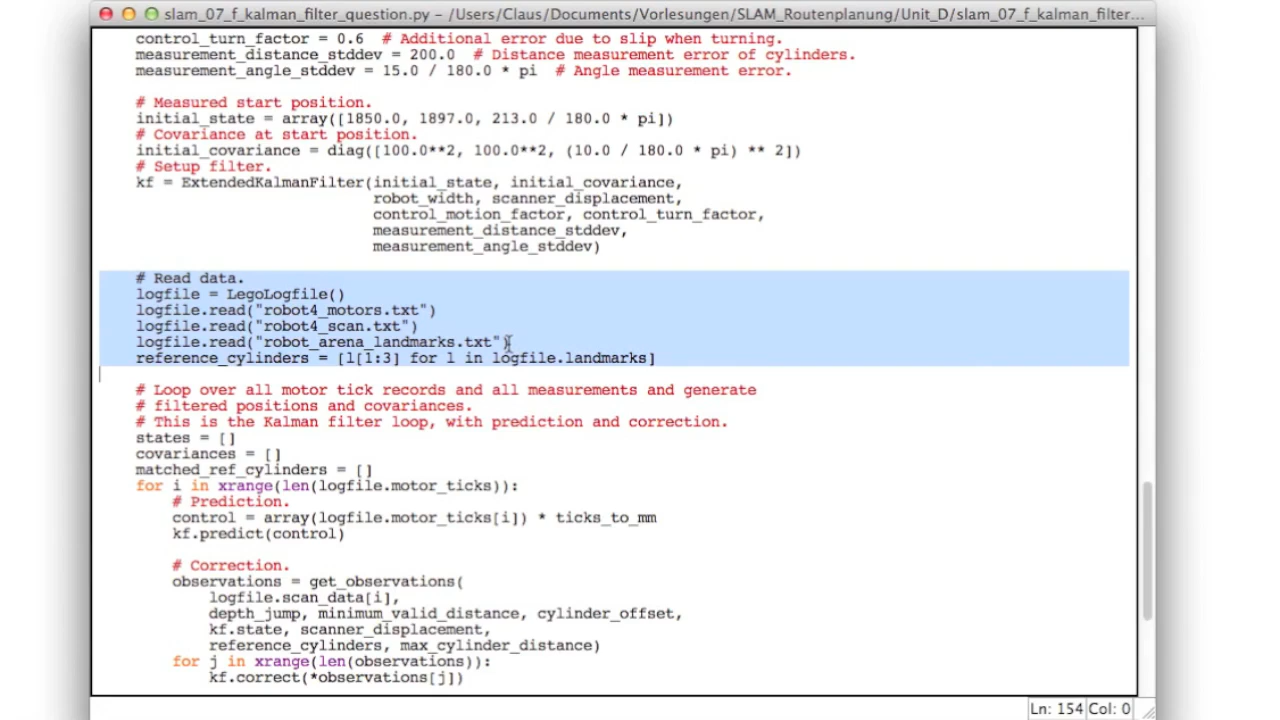 slam_07_f_kalman_filter_question.py – /Users/Claus/Documents/Vorlesungen/SLAM_Routenplanung/Unit_D/slam_07_f_kalman_filter...
control_turn_factor = 0.6  # Additional error due to slip when turning.
measurement_distance_stddev = 200.0  # Distance measurement error of cylinders.
measurement_angle_stddev = 15.0 / 180.0 * pi  # Angle measurement error.
# Measured start position.
initial_state = array([1850.0, 1897.0, 213.0 / 180.0 * pi])
# Covariance at start position.
initial_covariance = diag([100.0**2, 100.0**2, (10.0 / 180.0 * pi) ** 2])
# Setup filter.
kf = ExtendedKalmanFilter(initial_state, initial_covariance,
robot_width, scanner_displacement,
control_motion_factor, control_turn_factor,
measurement_distance_stddev,
measurement_angle_stddev)
# Read data.
logfile = LegoLogfile()
logfile.read("robot4_motors.txt")
logfile.read("robot4_scan.txt")
logfile.read("robot_arena_landmarks.txt")
reference_cylinders = [l[1:3] for l in logfile.landmarks]
# Loop over all motor tick records and all measurements and generate
# filtered positions and covariances.
# This is the Kalman filter loop, with prediction and correction.
states = []
covariances = []
matched_ref_cylinders = []
for i in xrange(len(logfile.motor_ticks)):
# Prediction.
control = array(logfile.motor_ticks[i]) * ticks_to_mm
kf.predict(control)
# Correction.
observations = get_observations(
logfile.scan_data[i],
depth_jump, minimum_valid_distance, cylinder_offset,
kf.state, scanner_displacement,
reference_cylinders, max_cylinder_distance)
for j in xrange(len(observations)):
kf.correct(*observations[j])
Ln: 154 Col: 0